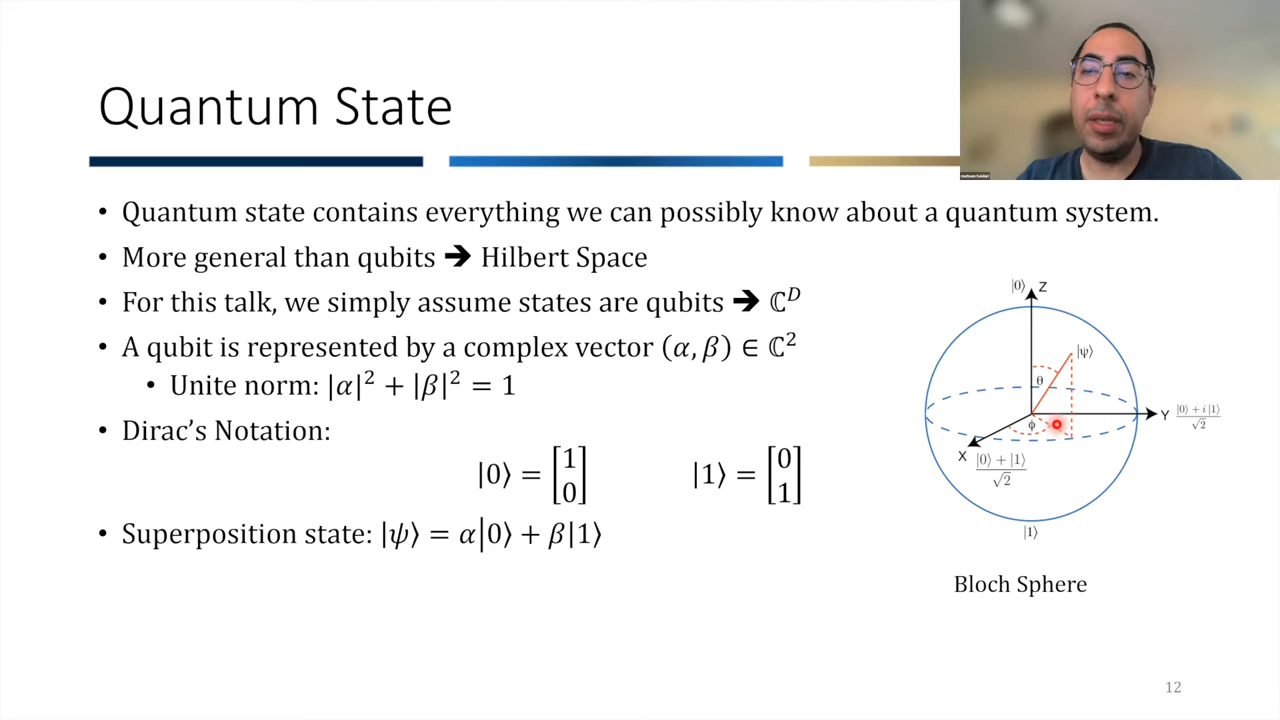 Quantum State
• Quantum state contains everything we can possibly know about a quantum system.
• More general than qubits ➔ Hilbert Space
• For this talk, we simply assume states are qubits ➔ ℂᴰ
• A qubit is represented by a complex vector (α, β) ∈ ℂ²
• Unite norm: |α|² + |β|² = 1
• Dirac's Notation:
|0⟩ = [1 0] |1⟩ = [0 1]
• Superposition state: |ψ⟩ = α|0⟩ + β|1⟩
|0⟩ Z
|ψ⟩
θ
ϕ
Y (|0⟩ + i|1⟩)/√2
X (|0⟩ + |1⟩)/√2
|1⟩
Bloch Sphere
12